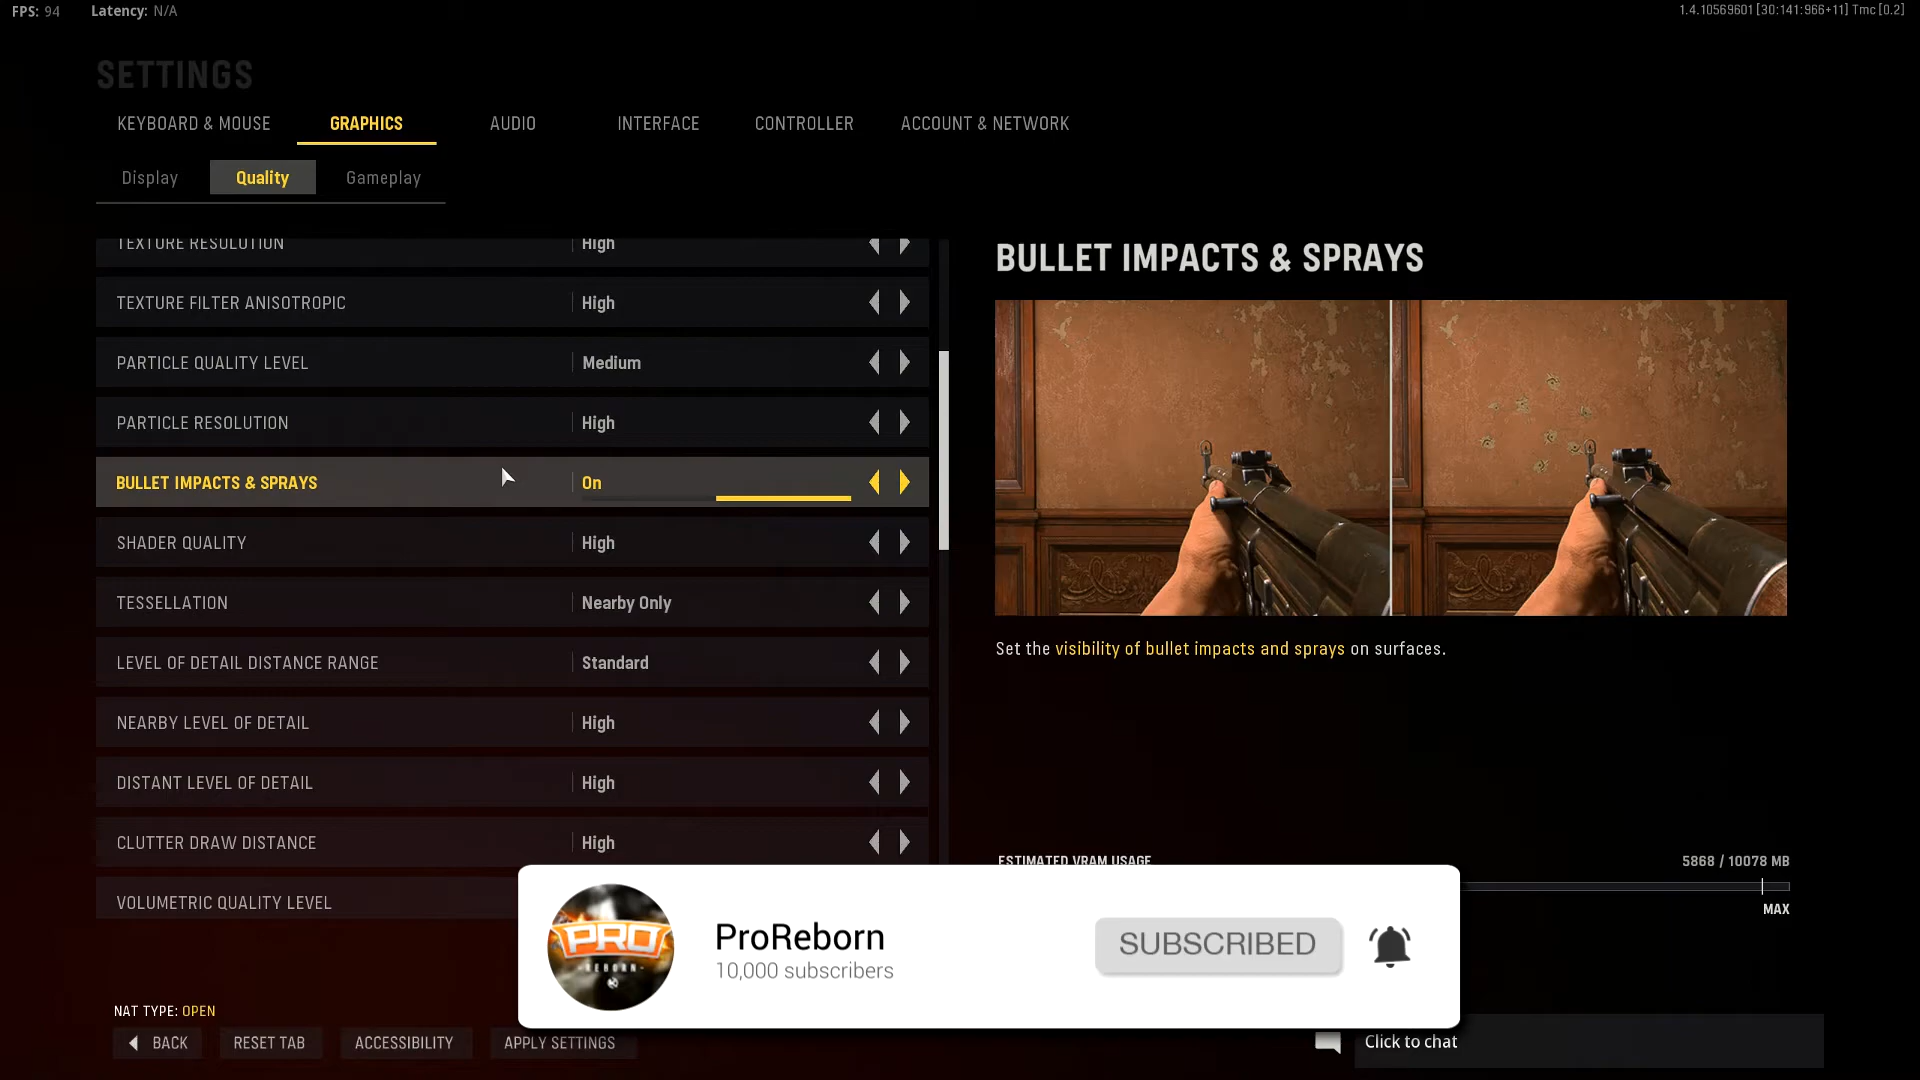 FPS: 94 Latency: N/A 1.4.10569601 [30:141:966+11] Tmc [0.2]
SETTINGS
KEYBOARD & MOUSE GRAPHICS AUDIO INTERFACE CONTROLLER ACCOUNT & NETWORK
Display Quality Gameplay
TEXTURE RESOLUTION High
TEXTURE FILTER ANISOTROPIC High
PARTICLE QUALITY LEVEL Medium
PARTICLE RESOLUTION High
BULLET IMPACTS & SPRAYS On
SHADER QUALITY High
TESSELLATION Nearby Only
LEVEL OF DETAIL DISTANCE RANGE Standard
NEARBY LEVEL OF DETAIL High
DISTANT LEVEL OF DETAIL High
CLUTTER DRAW DISTANCE High
VOLUMETRIC QUALITY LEVEL
BULLET IMPACTS & SPRAYS
Set the visibility of bullet impacts and sprays on surfaces.
ESTIMATED VRAM USAGE 5868 / 10078 MB
MAX
PRO
-REBORN-
ProReborn
10,000 subscribers
SUBSCRIBED
NAT TYPE: OPEN
BACK RESET TAB ACCESSIBILITY APPLY SETTINGS
Click to chat